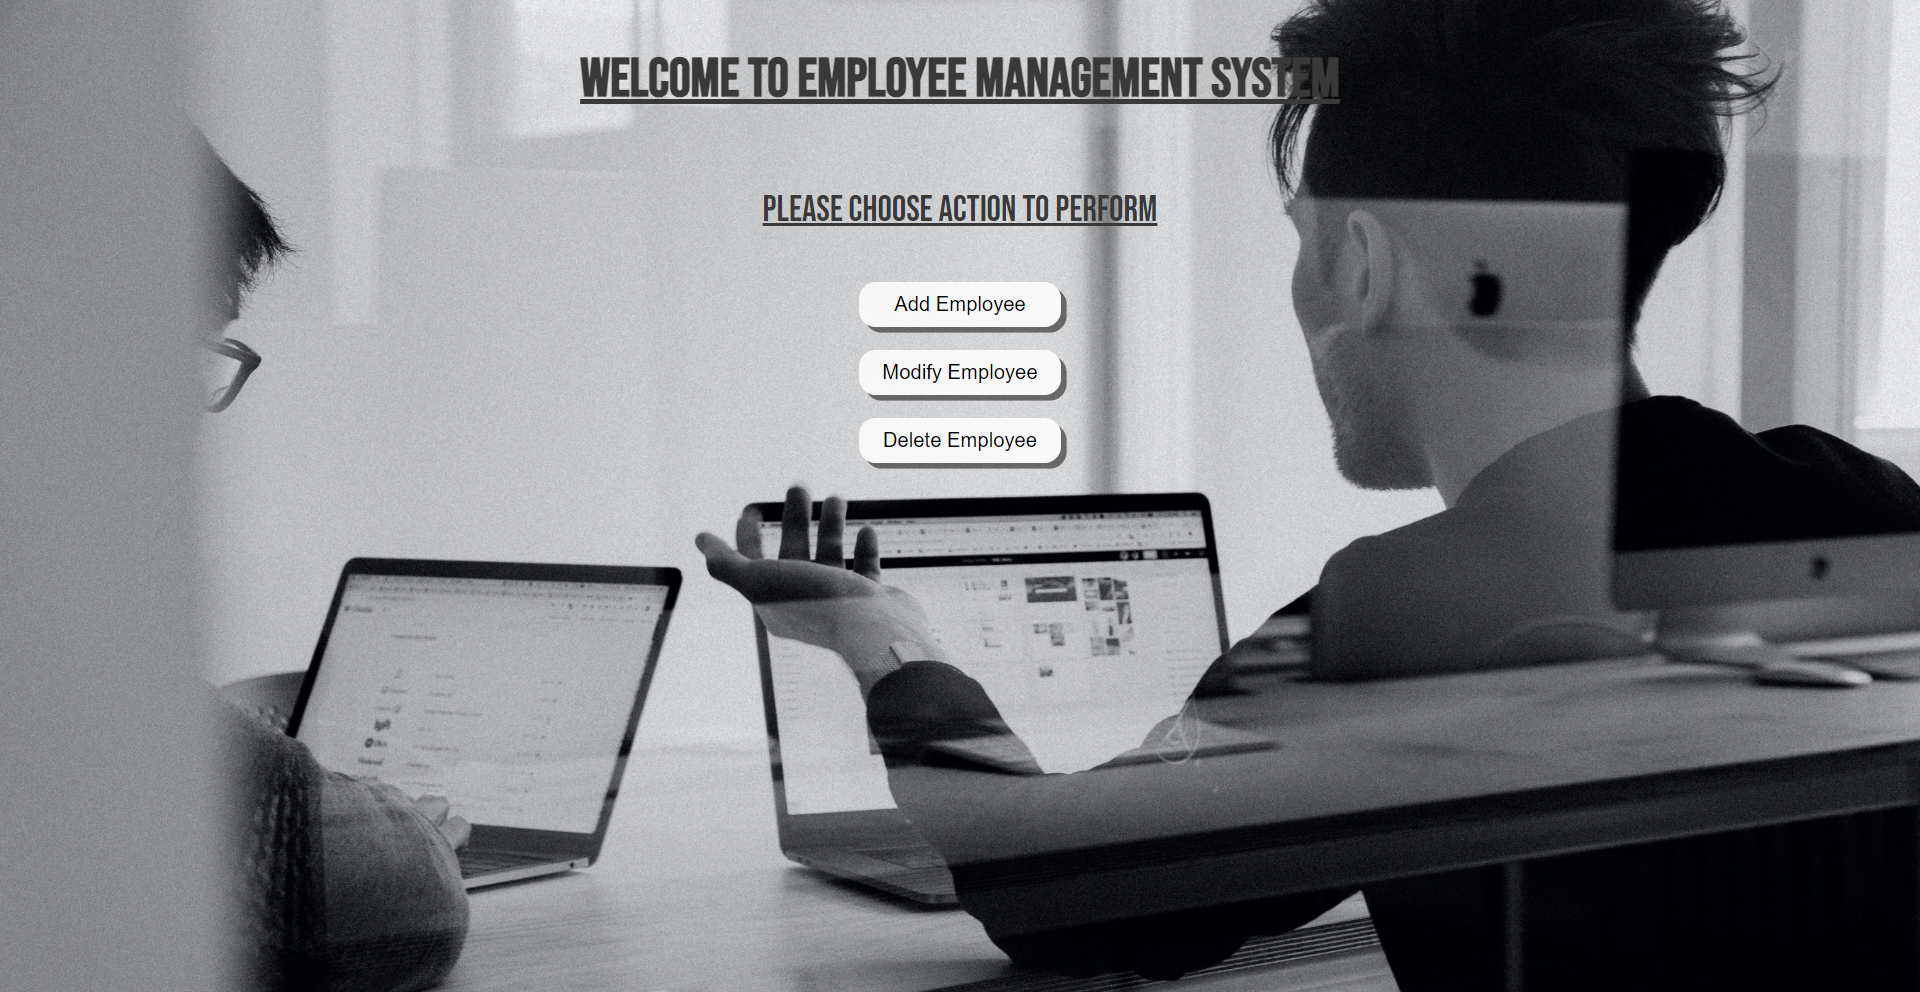 WELCOME TO EMPLOYEE MANAGEMENT SYSTEM
PLEASE CHOOSE ACTION TO PERFORM
Add Employee
Modify Employee
Delete Employee